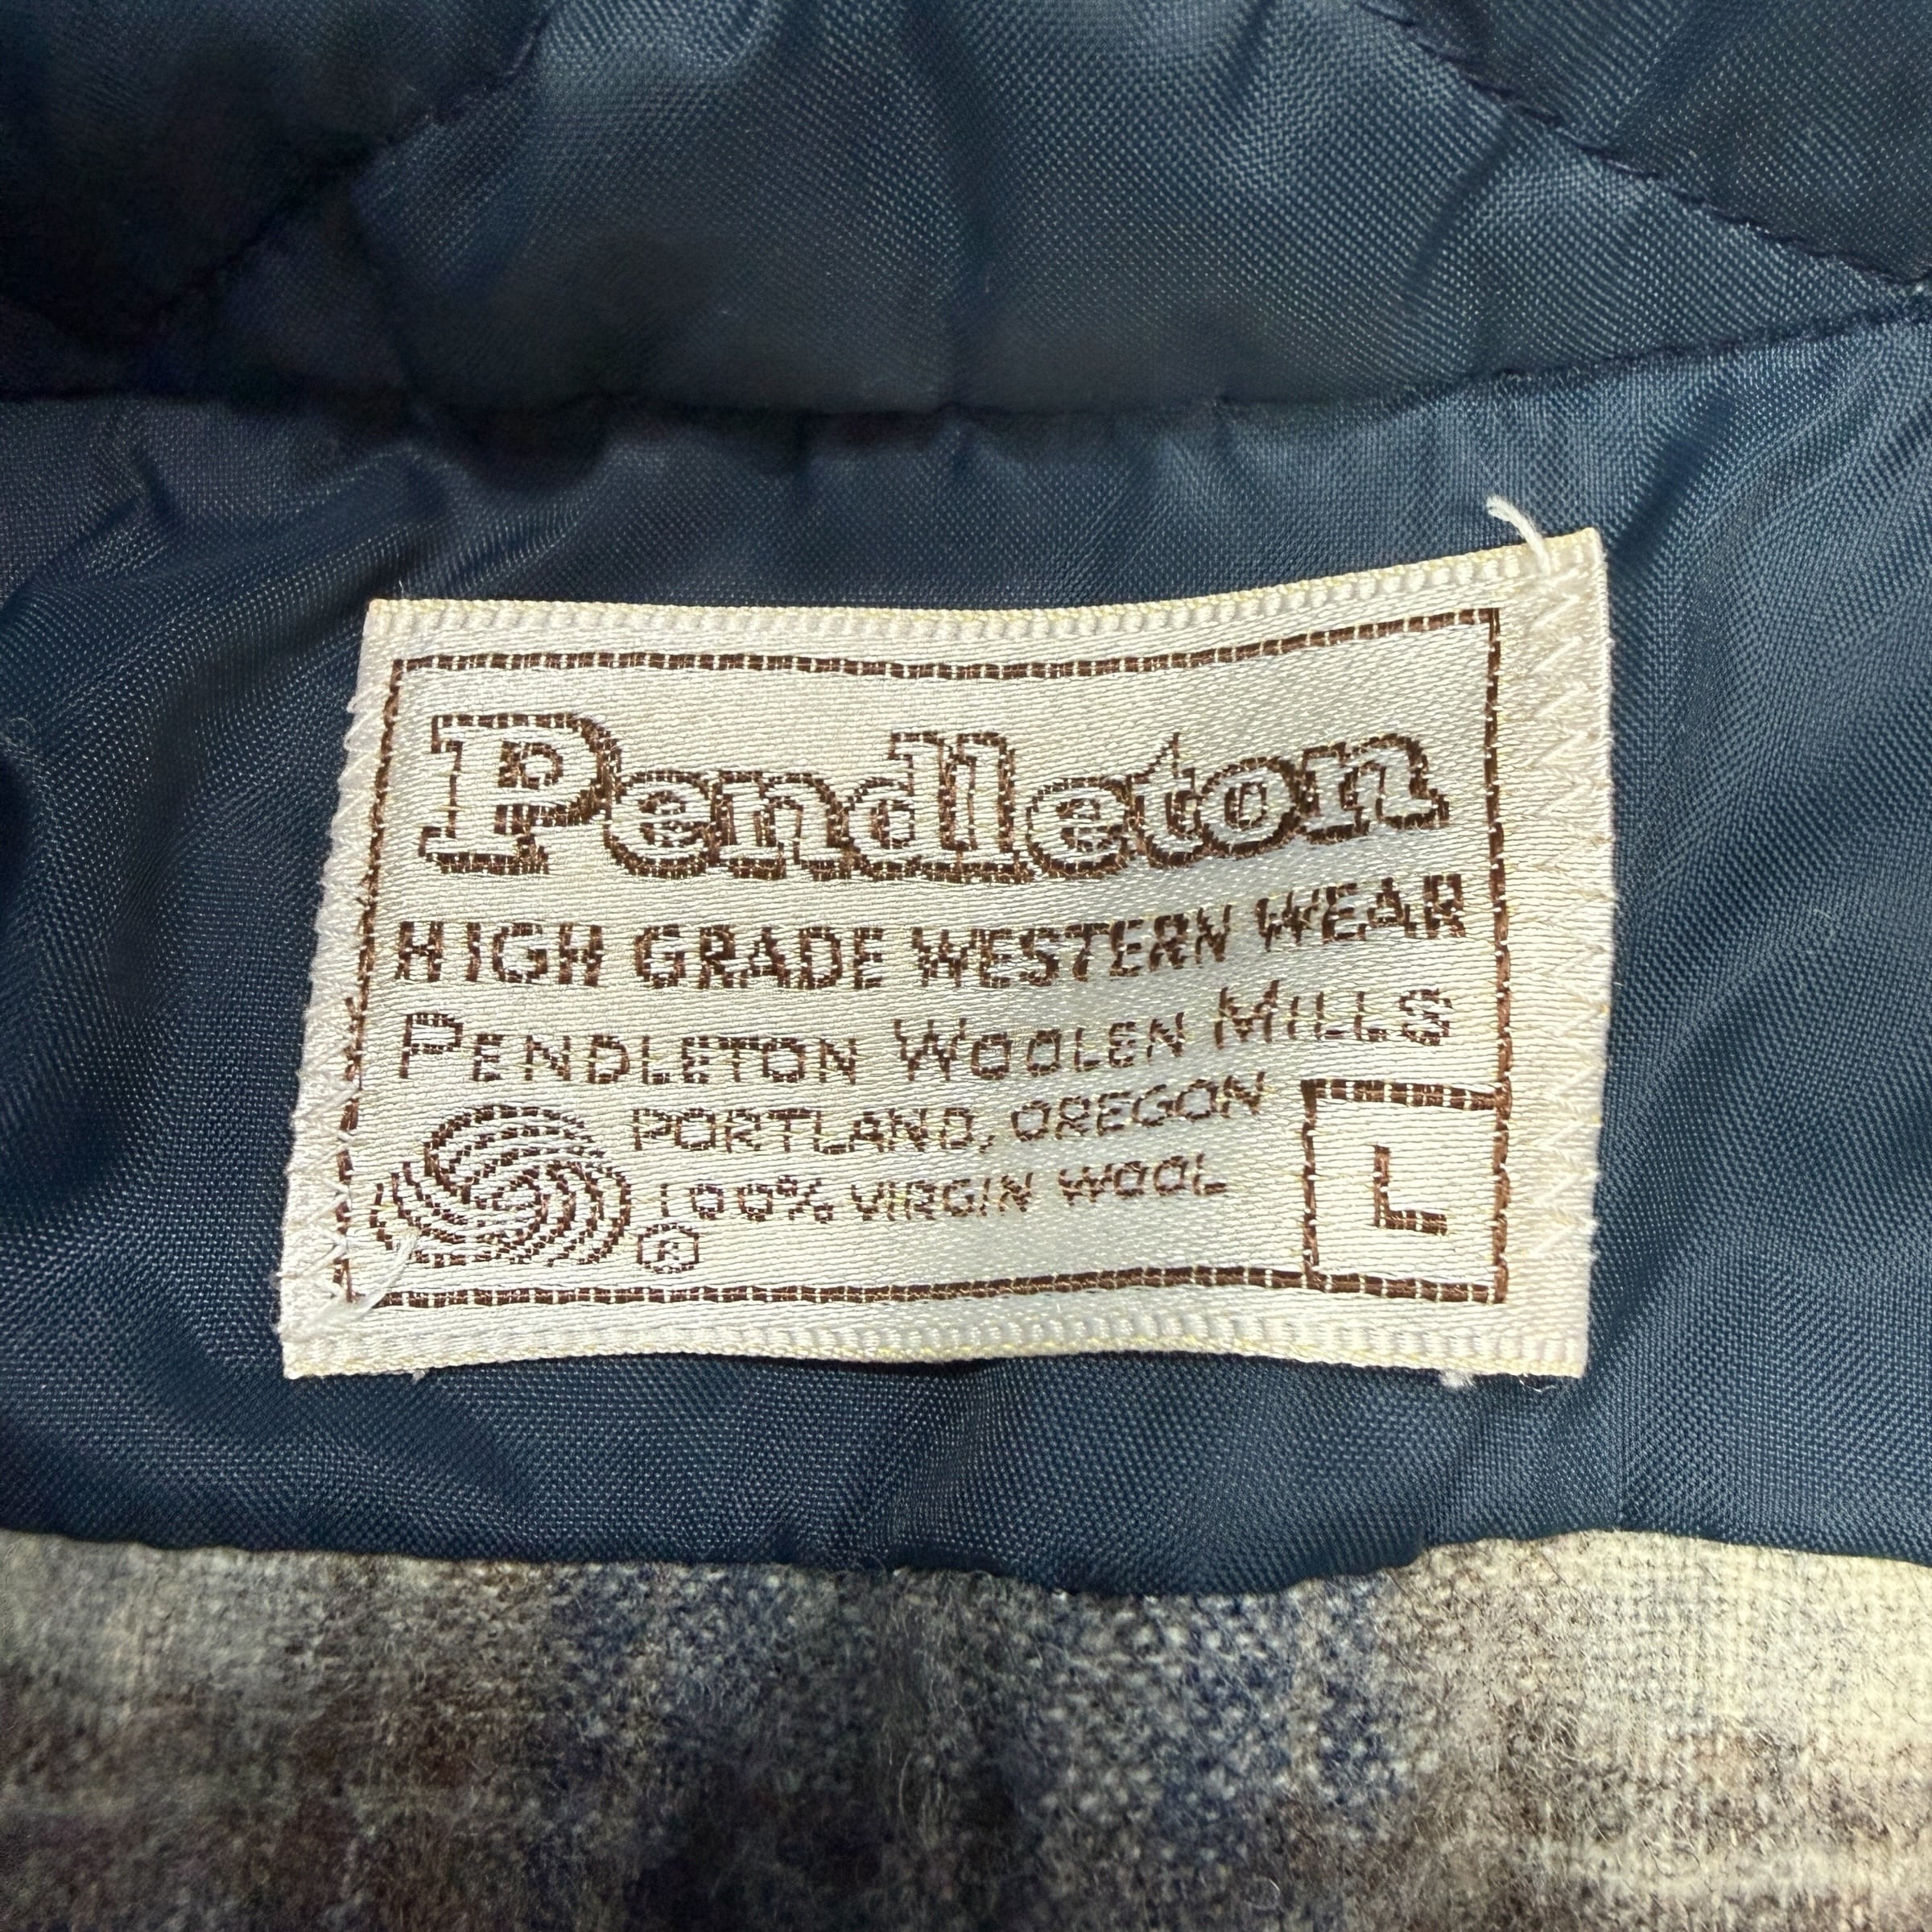 Pendleton
HIGH GRADE WESTERN WEAR
PENDLETON WOOLEN MILLS
PORTLAND, OREGON
100% VIRGIN WOOL
®
L